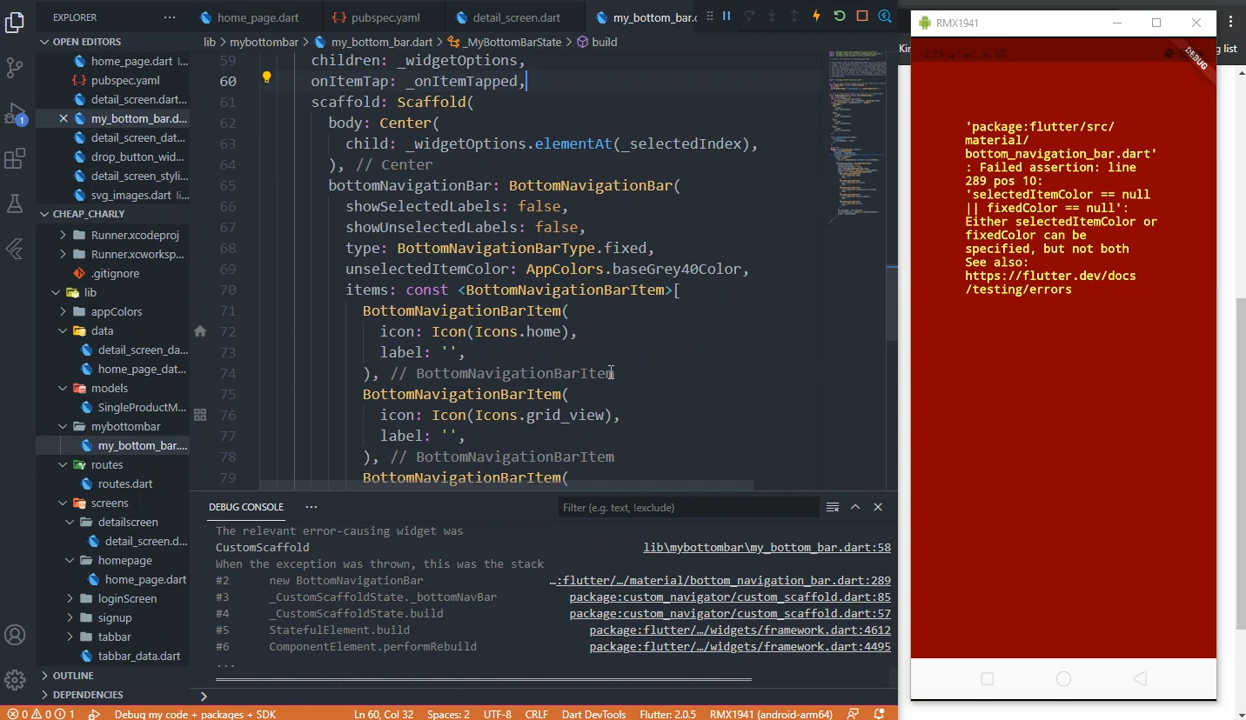 home_page.dart
pubspec.yaml
detail_screen.dart
my_bottom_bar.
EXPLORER
OPEN EDITORS
home_page.dart l...
pubspec.yaml
detail_screen.dart...
my_bottom_bar.d...
detail_screen_dat...
drop_button_wid...
detail_screen_styli...
svg_images.dart l...
CHEAP_CHARLY
Runner.xcodeproj
Runner.xcworksp...
.gitignore
lib
appColors
data
detail_screen_da...
home_page_dat...
models
SingleProductM...
mybottombar
my_bottom_bar....
routes
routes.dart
screens
detailscreen
detail_screen.d...
homepage
home_page.dart
loginScreen
signup
tabbar
tabbar_data.dart
OUTLINE
DEPENDENCIES
lib > mybottombar > my_bottom_bar.dart > _MyBottomBarState > build
59 children: _widgetOptions,
60 onItemTap: _onItemTapped,
61 scaffold: Scaffold(
62 body: Center(
63 child: _widgetOptions.elementAt(_selectedIndex),
64 ), // Center
65 bottomNavigationBar: BottomNavigationBar(
66 showSelectedLabels: false,
67 showUnselectedLabels: false,
68 type: BottomNavigationBarType.fixed,
69 unselectedItemColor: AppColors.baseGrey40Color,
70 items: const <BottomNavigationBarItem>[
71 BottomNavigationBarItem(
72 icon: Icon(Icons.home),
73 label: '',
74 ), // BottomNavigationBarItem
75 BottomNavigationBarItem(
76 icon: Icon(Icons.grid_view),
77 label: '',
78 ), // BottomNavigationBarItem
79 BottomNavigationBarItem(
DEBUG CONSOLE
Filter (e.g. text, !exclude)
The relevant error-causing widget was
CustomScaffold lib\mybottombar\my_bottom_bar.dart:58
When the exception was thrown, this was the stack
#2 new BottomNavigationBar ...:flutter/.../material/bottom_navigation_bar.dart:289
#3 _CustomScaffoldState._bottomNavBar package:custom_navigator/custom_scaffold.dart:85
#4 _CustomScaffoldState.build package:custom_navigator/custom_scaffold.dart:57
#5 StatefulElement.build package:flutter/.../widgets/framework.dart:4612
#6 ComponentElement.performRebuild package:flutter/.../widgets/framework.dart:4495
...
0 0 1 Debug my code + packages + SDK Ln 60, Col 32 Spaces: 2 UTF-8 CRLF Dart DevTools Flutter: 2.0.5 RMX1941 (android-arm64)
RMX1941
DEBUG
'package:flutter/src/
material/
bottom_navigation_bar.dart'
: Failed assertion: line
289 pos 10:
'selectedItemColor == null
|| fixedColor == null':
Either selectedItemColor or
fixedColor can be
specified, but not both
See also:
https://flutter.dev/docs
/testing/errors
g list